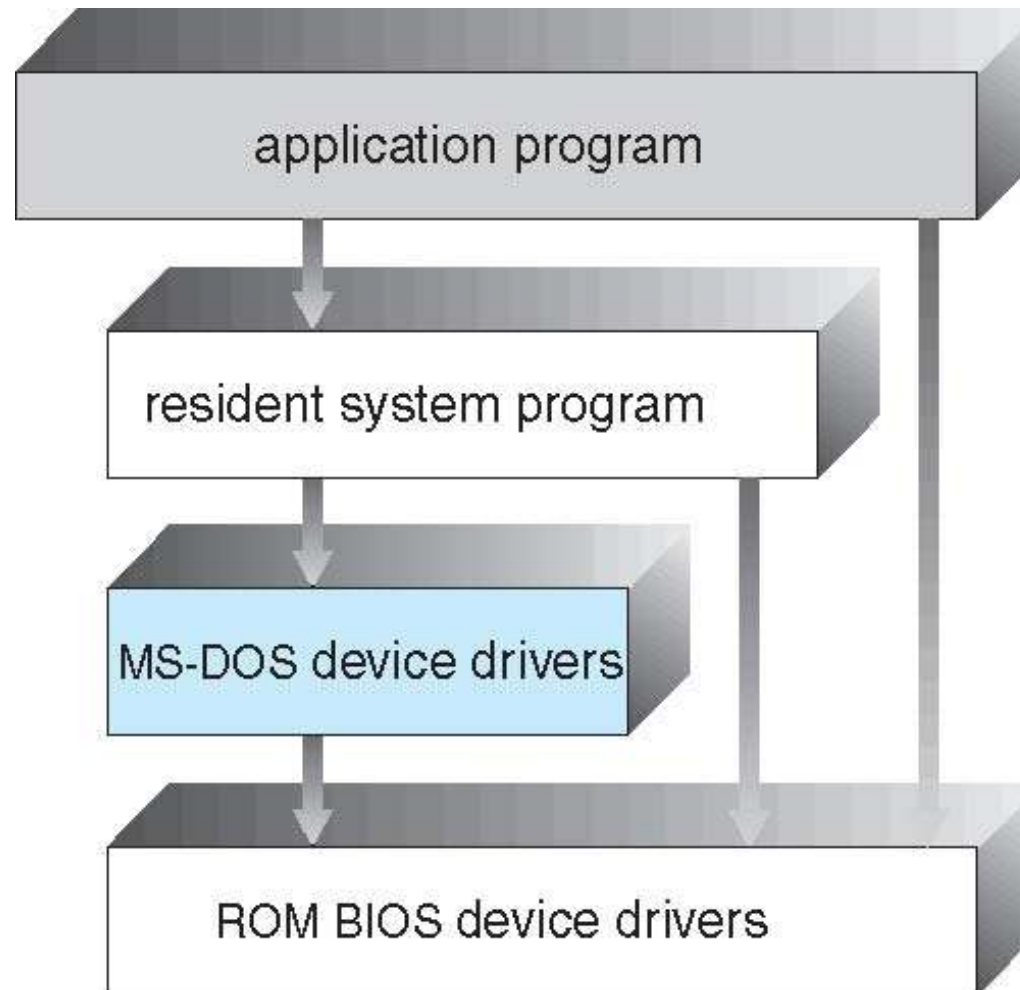 application program
resident system program
MS-DOS device drivers
ROM BIOS device drivers